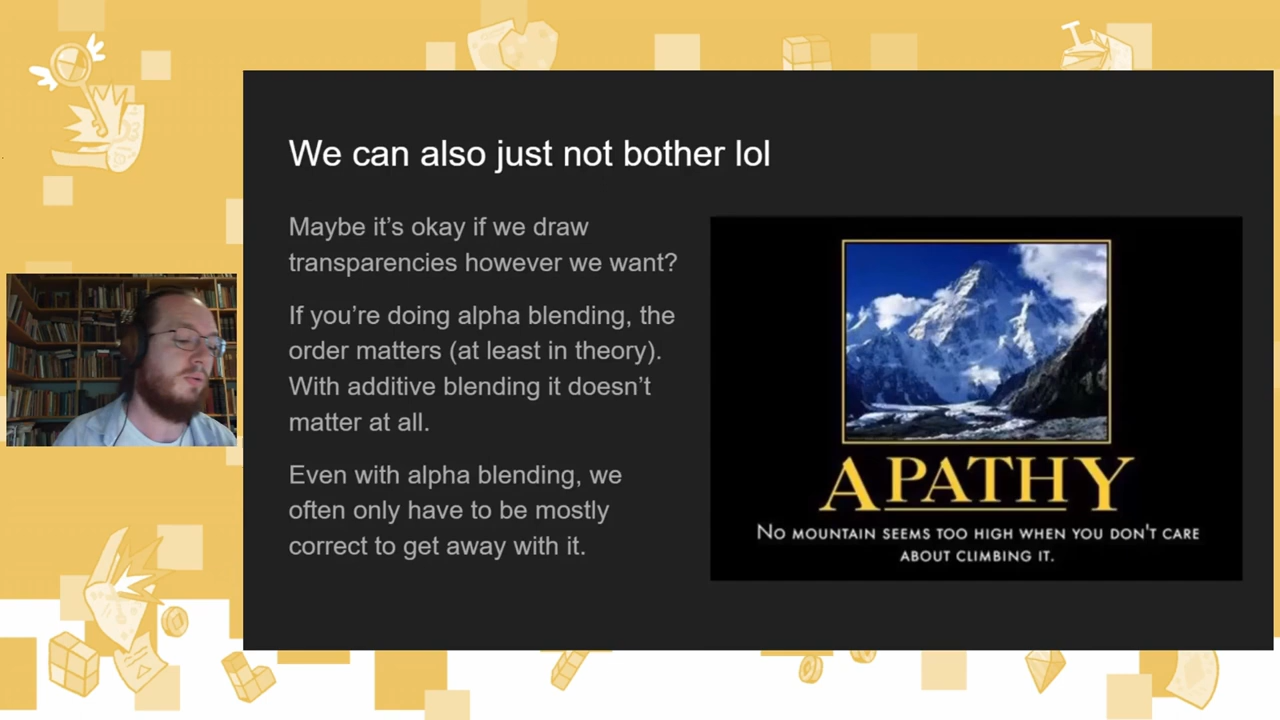 We can also just not bother lol
Maybe it's okay if we draw
transparencies however we want?
If you're doing alpha blending, the
order matters (at least in theory).
With additive blending it doesn't
matter at all.
Even with alpha blending, we
often only have to be mostly
correct to get away with it.
APATHY
NO MOUNTAIN SEEMS TOO HIGH WHEN YOU DON'T CARE
ABOUT CLIMBING IT.